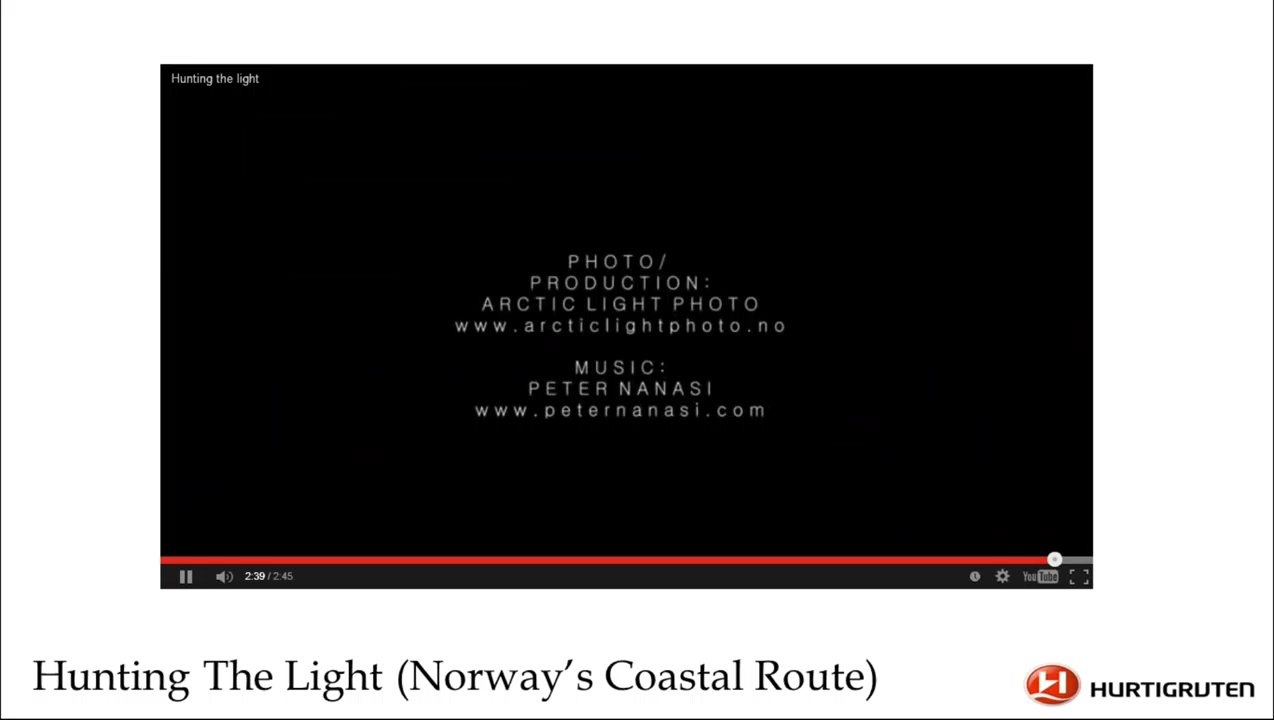 Hunting the light
PHOTO/
PRODUCTION:
ARCTIC LIGHT PHOTO
www.arcticlightphoto.no
MUSIC:
PETER NANASI
www.peternanasi.com
2:39 / 2:45
YouTube
Hunting The Light (Norway’s Coastal Route)
HURTIGRUTEN